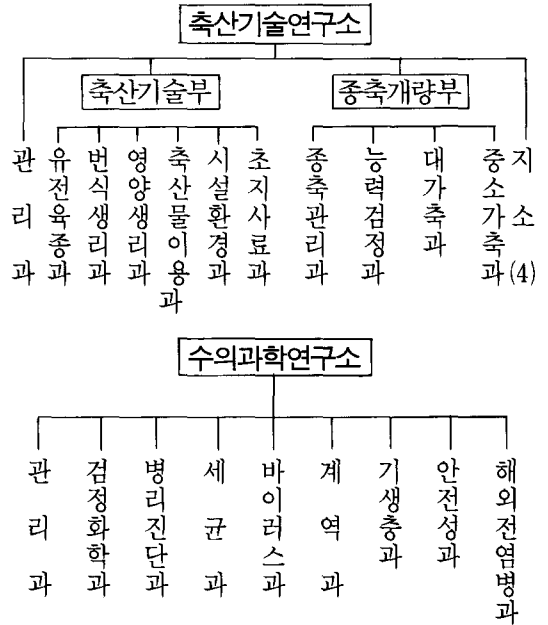 축산기술연구소
축산기술부
종축개량부
관리과
유전육종과
번식생리과
영양생리과
축산물이용과
시설환경과
초지사료과
종축관리과
능력검정과
대가축과
중소가축과
지소(4)
수의과학연구소
관리과
검정화학과
병리진단과
세균과
바이러스과
계역과
기생충과
안전성과
해외전염병과